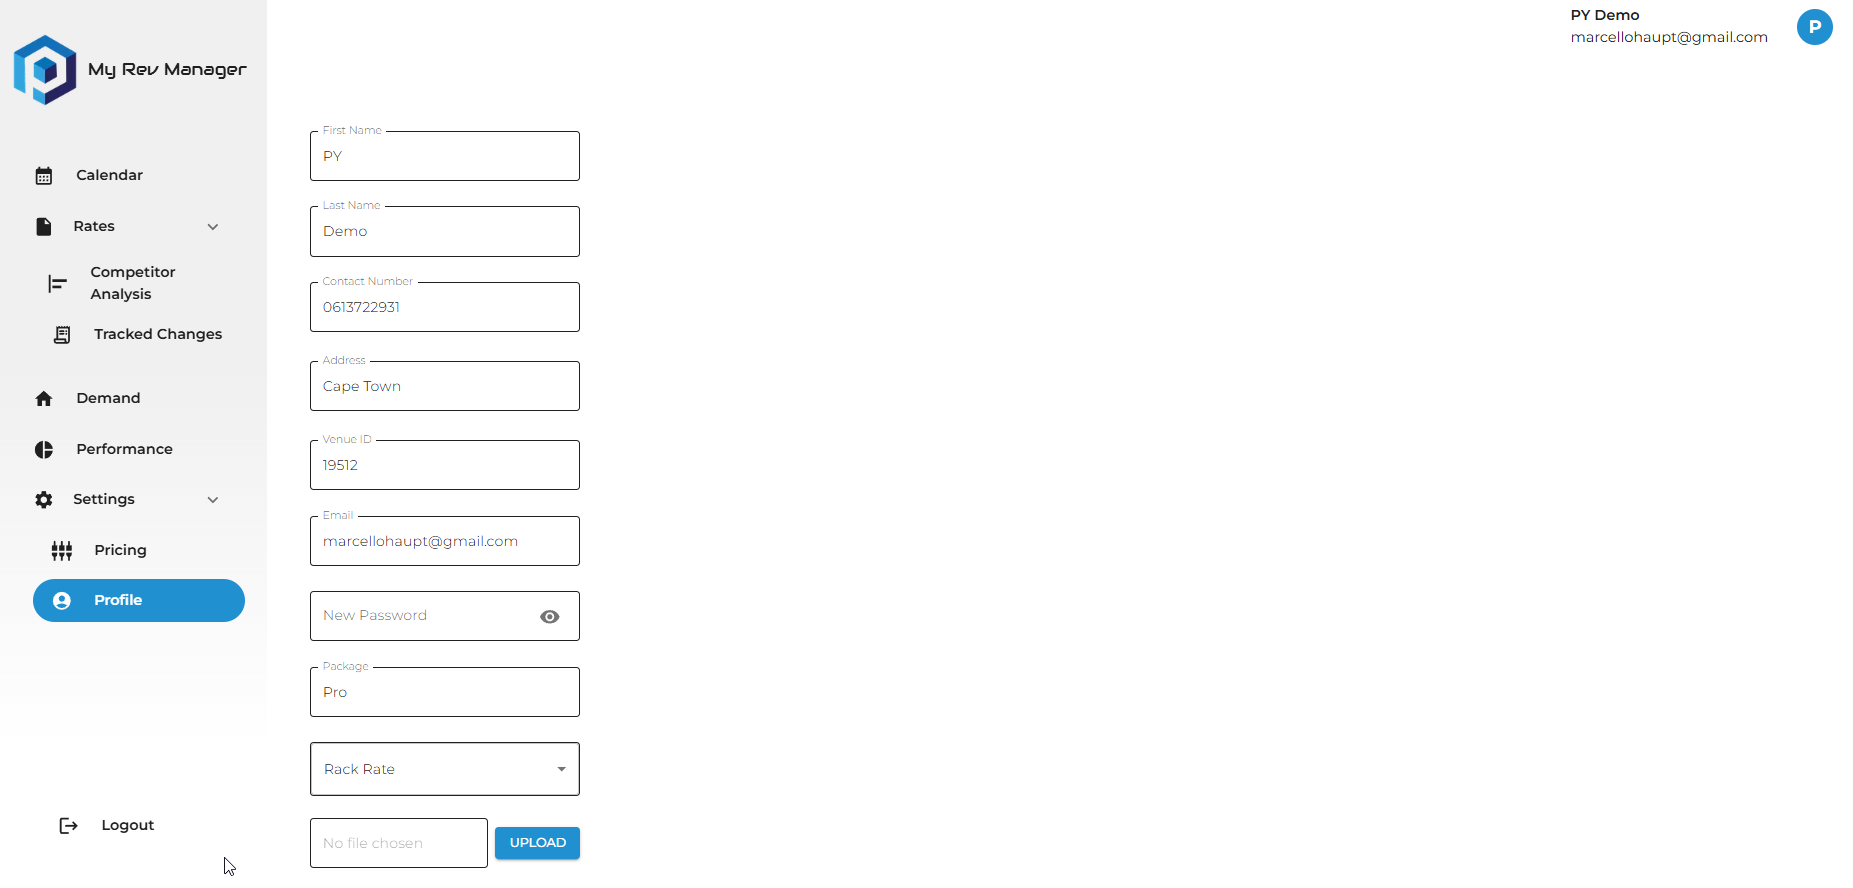 My Rev Manager
PY Demo
marcellohaupt@gmail.com
P
Calendar
Rates
Competitor
Analysis
Tracked Changes
Demand
Performance
Settings
Pricing
Profile
Logout
First Name
PY
Last Name
Demo
Contact Number
0613722931
Address
Cape Town
Venue ID
19512
Email
marcellohaupt@gmail.com
New Password
Package
Pro
Rack Rate
No file chosen
UPLOAD